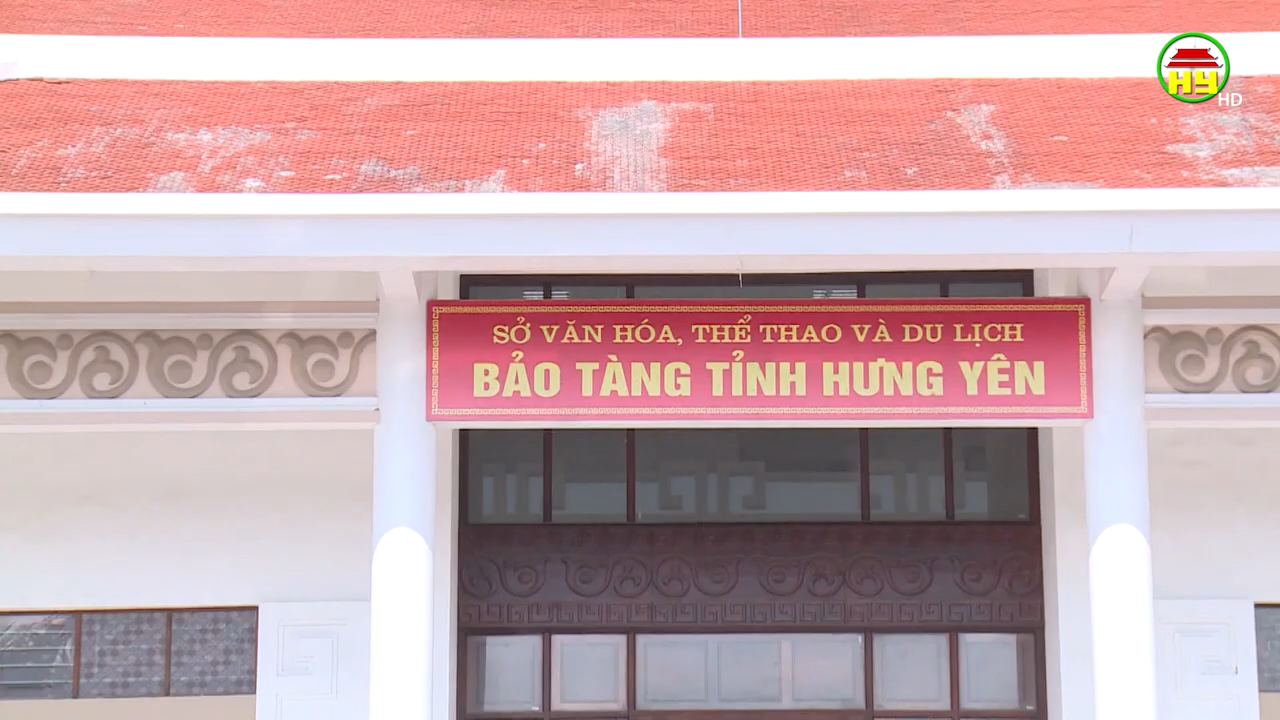 HY
HD
SỞ VĂN HÓA, THỂ THAO VÀ DU LỊCH
BẢO TÀNG TỈNH HƯNG YÊN